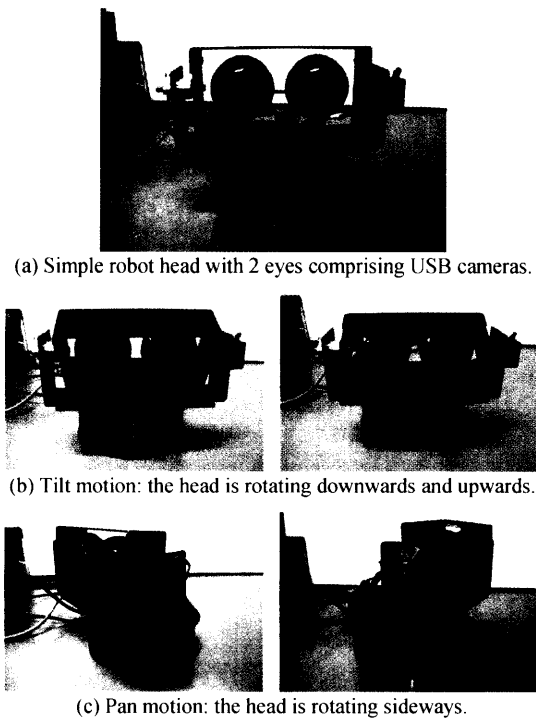 (a) Simple robot head with 2 eyes comprising USB cameras.
(b) Tilt motion: the head is rotating downwards and upwards.
(c) Pan motion: the head is rotating sideways.